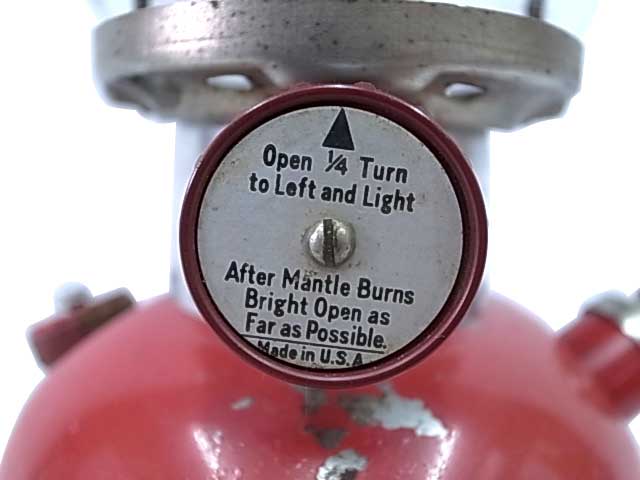 Open ¼ Turn
to Left and Light
After Mantle Burns
Bright Open as
Far as Possible.
Made in U.S.A.